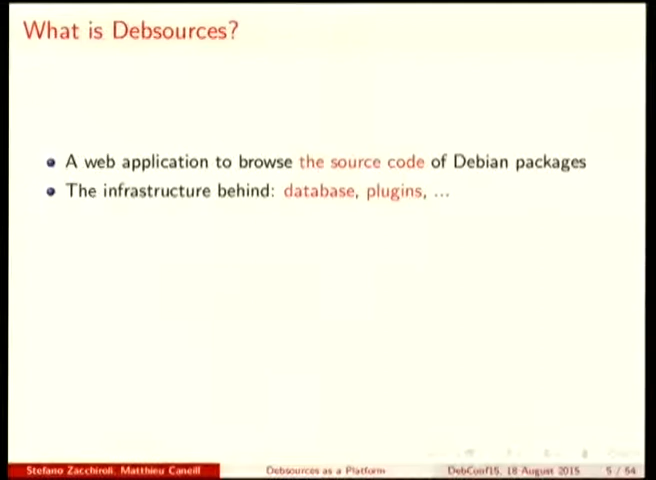 What is Debsources?
A web application to browse the source code of Debian packages
The infrastructure behind: database, plugins, ...
Stefano Zacchiroli, Matthieu Caneill
Debsources as a Platform
DebConf15, 18 August 2015
5 / 54